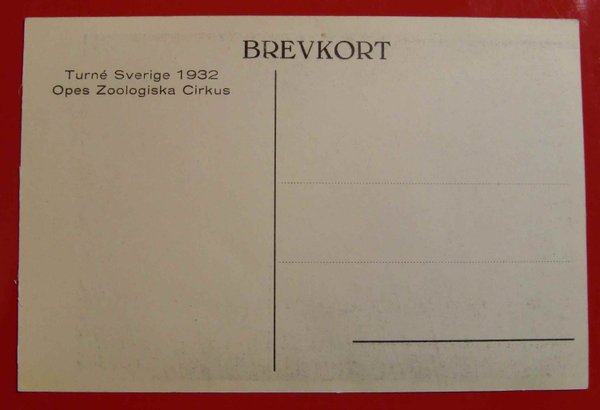 BREVKORT
Turné Sverige 1932
Opes Zoologiska Cirkus